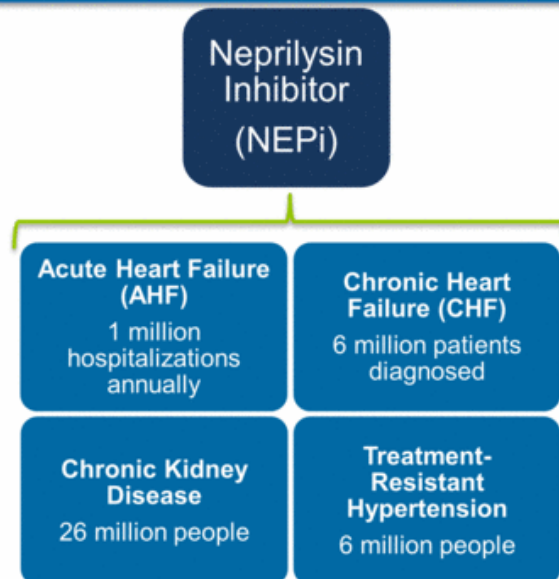 Neprilysin
Inhibitor
(NEPi)
Acute Heart Failure
(AHF)
1 million
hospitalizations
annually
Chronic Heart
Failure (CHF)
6 million patients
diagnosed
Chronic Kidney
Disease
26 million people
Treatment-
Resistant
Hypertension
6 million people